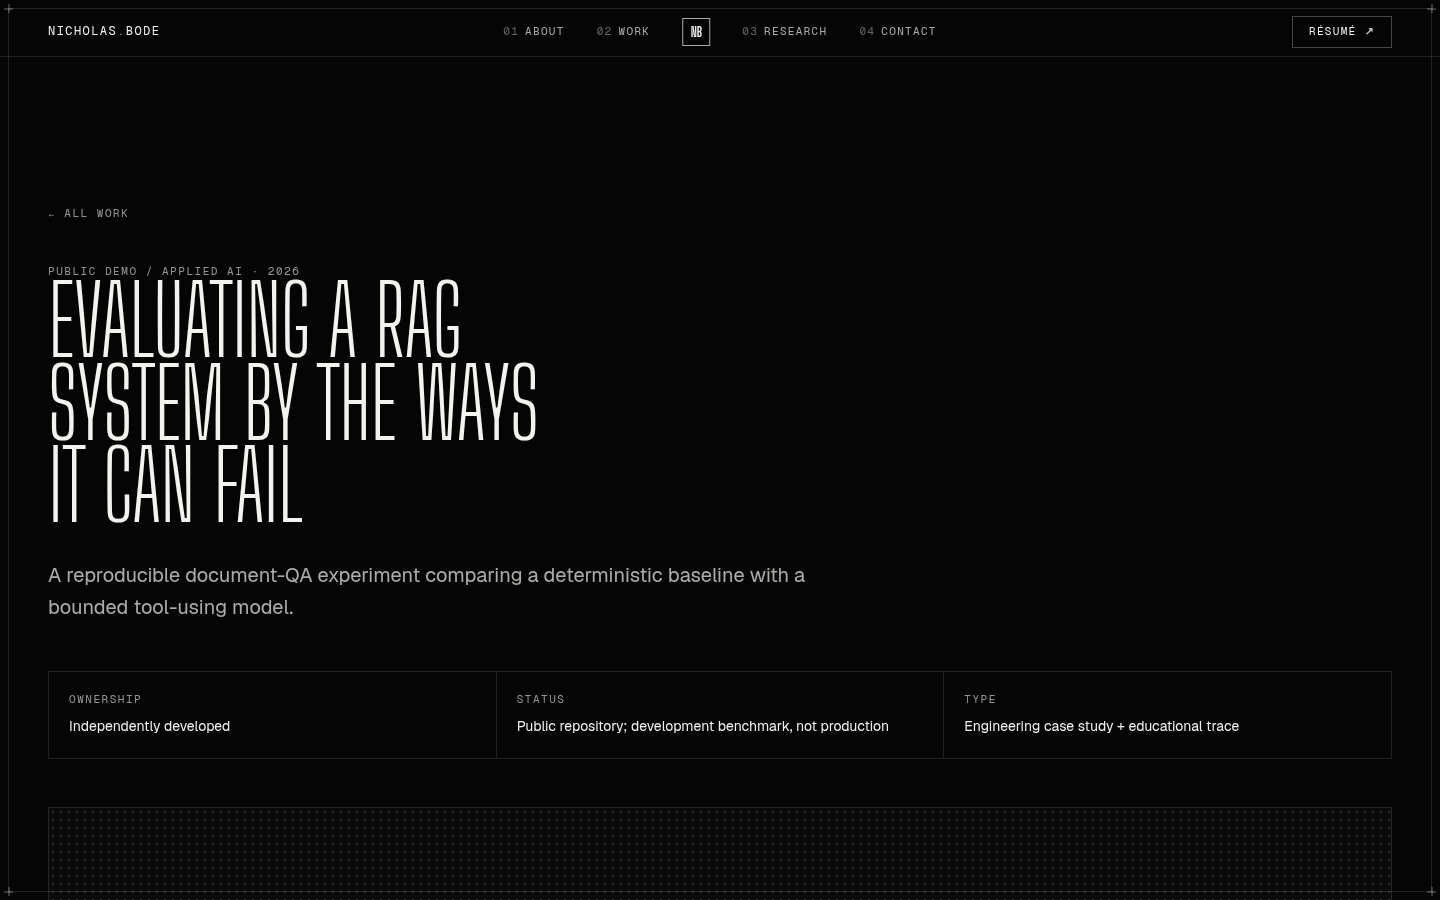 NICHOLAS.BODE
01 ABOUT
02 WORK
NB
03 RESEARCH
04 CONTACT
RÉSUMÉ ↗
← ALL WORK
PUBLIC DEMO / APPLIED AI · 2026
EVALUATING A RAG
SYSTEM BY THE WAYS
IT CAN FAIL
A reproducible document-QA experiment comparing a deterministic baseline with a
bounded tool-using model.
OWNERSHIP
Independently developed
STATUS
Public repository; development benchmark, not production
TYPE
Engineering case study + educational trace